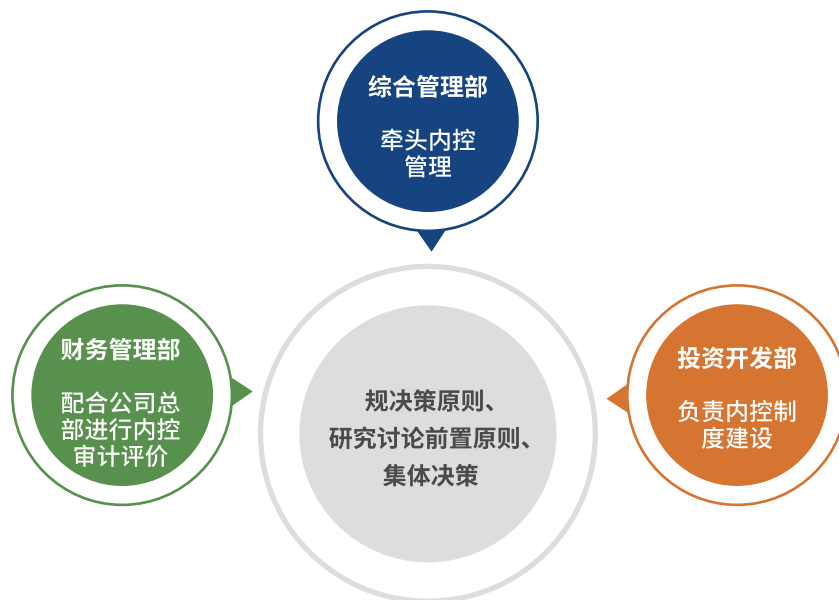 综合管理部
牵头内控
管理
财务管理部
配合公司总
部进行内控
审计评价
投资开发部
负责内控制
度建设
规决策原则、
研究讨论前置原则、
集体决策